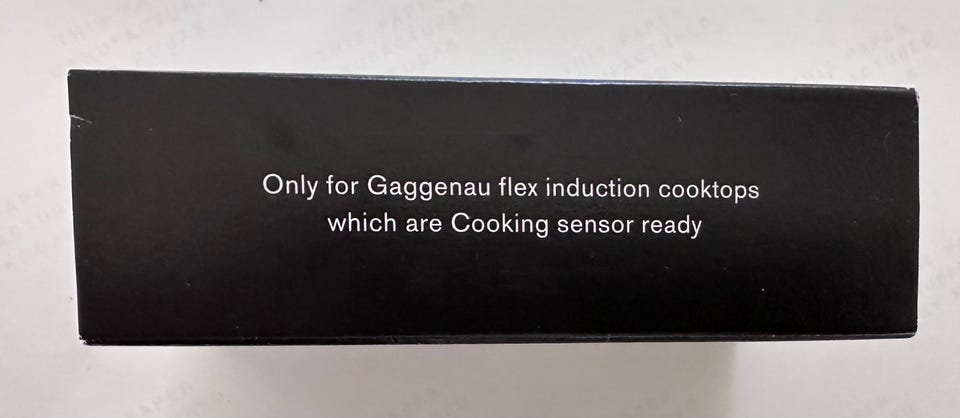 Only for Gaggenau flex induction cooktops
which are Cooking sensor ready